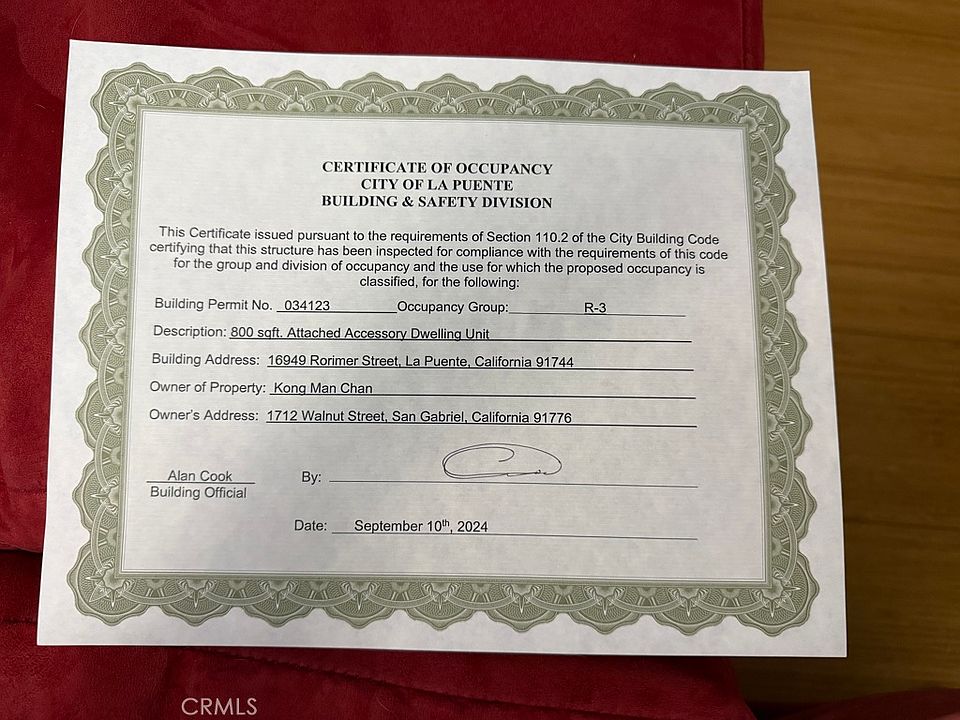 CERTIFICATE OF OCCUPANCY
CITY OF LA PUENTE
BUILDING & SAFETY DIVISION
This Certificate issued pursuant to the requirements of Section 110.2 of the City Building Code
certifying that this structure has been inspected for compliance with the requirements of this code
for the group and division of occupancy and the use for which the proposed occupancy is
classified, for the following:
Building Permit No. 034123 Occupancy Group: R-3
Description: 800 sqft. Attached Accessory Dwelling Unit
Building Address: 16949 Rorimer Street, La Puente, California 91744
Owner of Property: Kong Man Chan
Owner's Address: 1712 Walnut Street, San Gabriel, California 91776
Alan Cook By:
Building Official
Date: September 10th, 2024
CRMLS